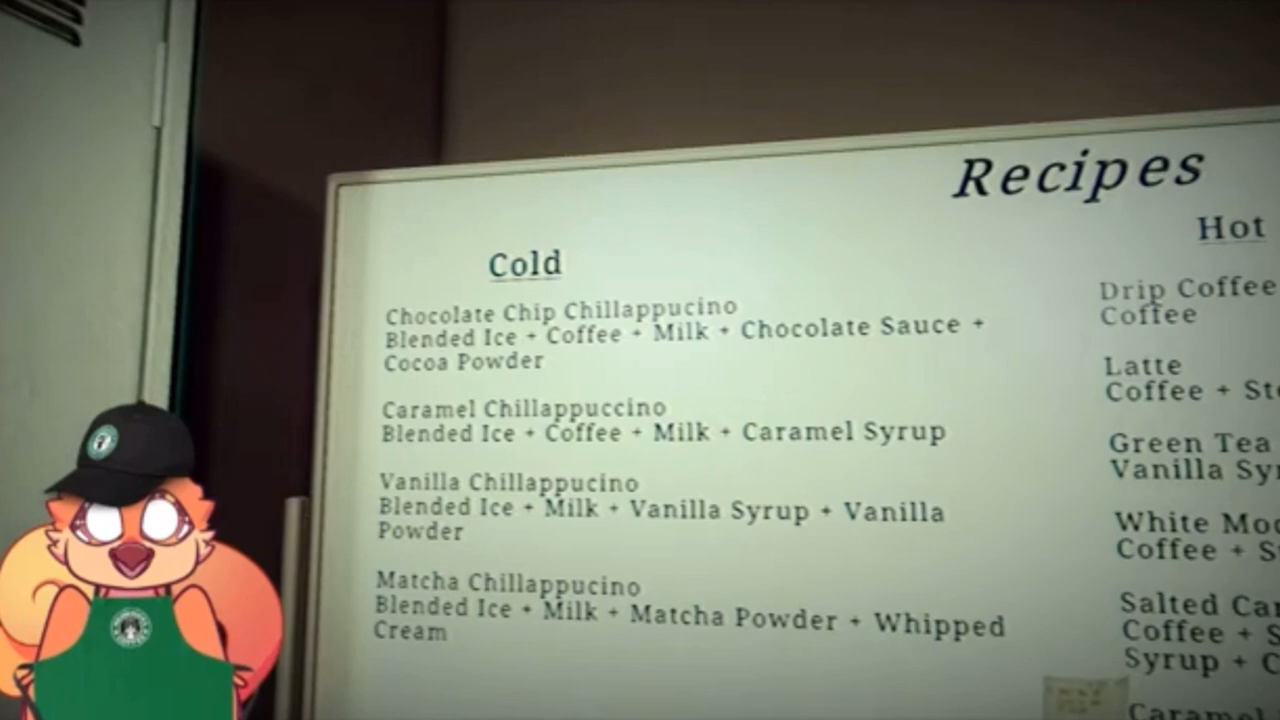 Recipes
Cold
Chocolate Chip Chillappucino
Blended Ice + Coffee + Milk + Chocolate Sauce +
Cocoa Powder
Caramel Chillappuccino
Blended Ice + Coffee + Milk + Caramel Syrup
Vanilla Chillappucino
Blended Ice + Milk + Vanilla Syrup + Vanilla
Powder
Matcha Chillappucino
Blended Ice + Milk + Matcha Powder + Whipped
Cream
Hot
Drip Coffee
Coffee
Latte
Coffee +
Green Tea
Vanilla
White
Coffee +
Salted
Coffee +
Syrup +
Caramel